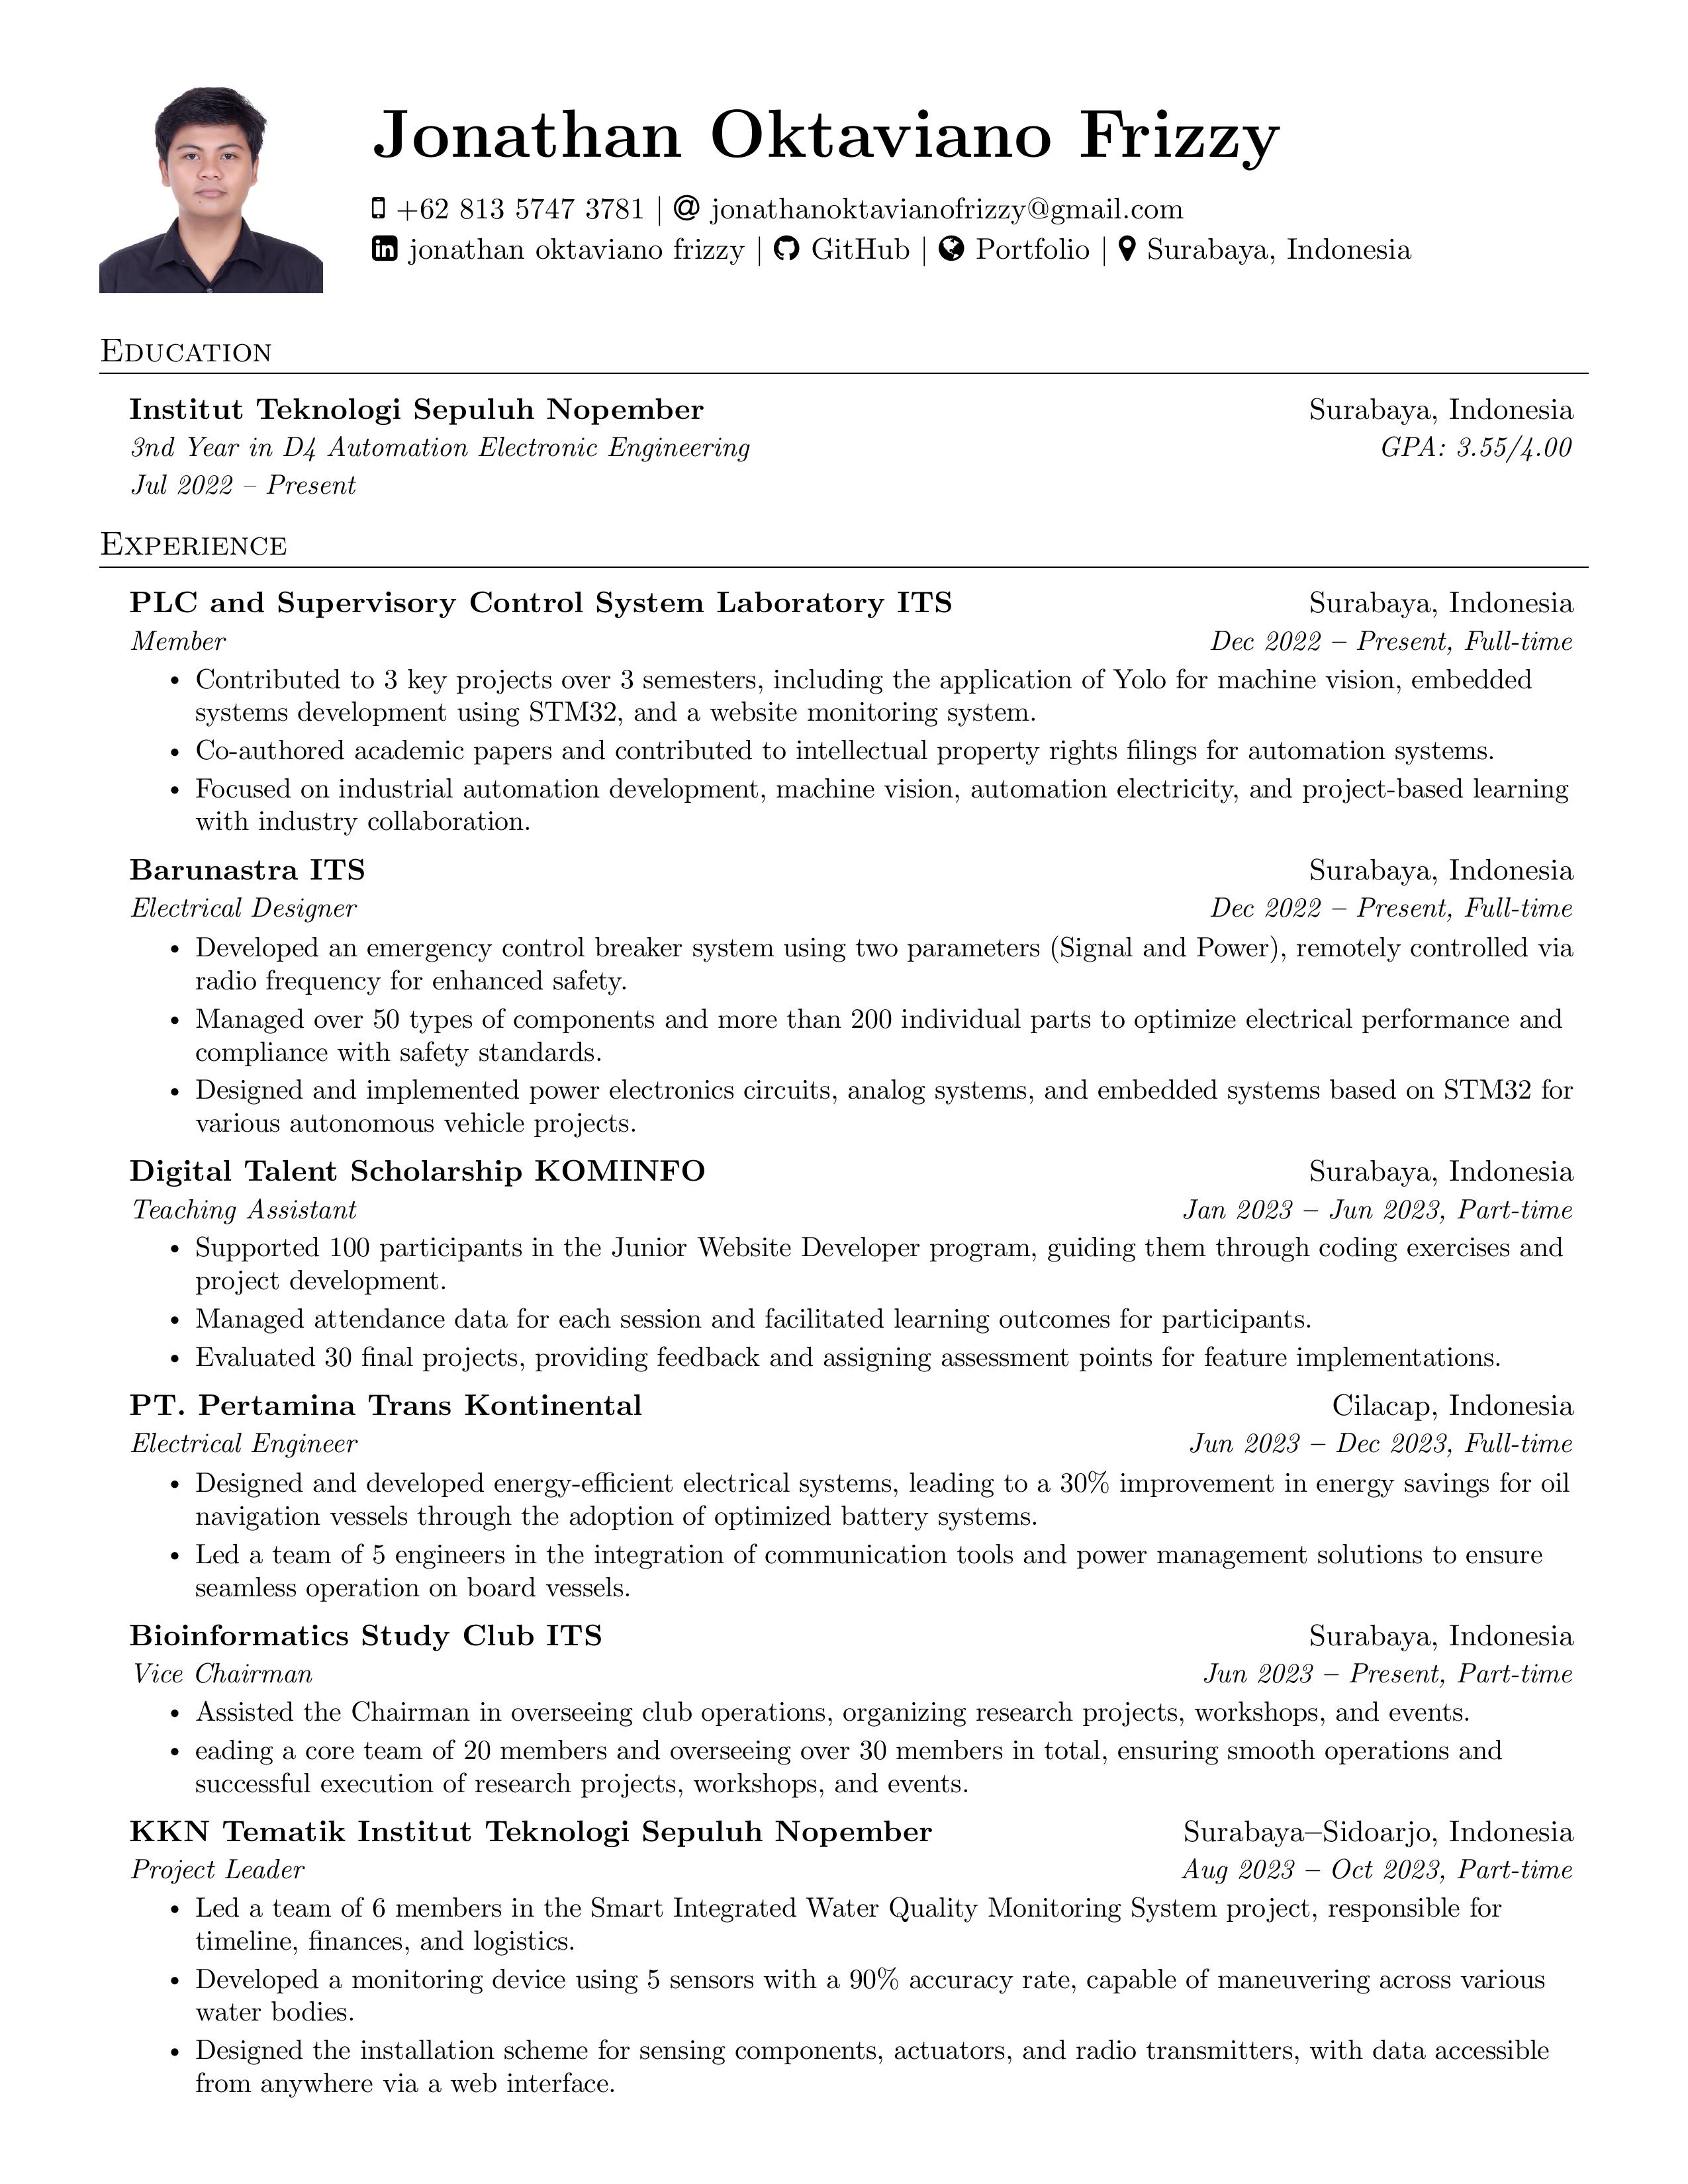 Jonathan Oktaviano Frizzy
+62 813 5747 3781 | @ jonathanoktavianofrizzy@gmail.com
in jonathan oktaviano frizzy | GitHub | Portfolio | Surabaya, Indonesia
Education
Institut Teknologi Sepuluh Nopember Surabaya, Indonesia
3nd Year in D4 Automation Electronic Engineering GPA: 3.55/4.00
Jul 2022 – Present
Experience
PLC and Supervisory Control System Laboratory ITS Surabaya, Indonesia
Member Dec 2022 – Present, Full-time
• Contributed to 3 key projects over 3 semesters, including the application of Yolo for machine vision, embedded
systems development using STM32, and a website monitoring system.
• Co-authored academic papers and contributed to intellectual property rights filings for automation systems.
• Focused on industrial automation development, machine vision, automation electricity, and project-based learning
with industry collaboration.
Barunastra ITS Surabaya, Indonesia
Electrical Designer Dec 2022 – Present, Full-time
• Developed an emergency control breaker system using two parameters (Signal and Power), remotely controlled via
radio frequency for enhanced safety.
• Managed over 50 types of components and more than 200 individual parts to optimize electrical performance and
compliance with safety standards.
• Designed and implemented power electronics circuits, analog systems, and embedded systems based on STM32 for
various autonomous vehicle projects.
Digital Talent Scholarship KOMINFO Surabaya, Indonesia
Teaching Assistant Jan 2023 – Jun 2023, Part-time
• Supported 100 participants in the Junior Website Developer program, guiding them through coding exercises and
project development.
• Managed attendance data for each session and facilitated learning outcomes for participants.
• Evaluated 30 final projects, providing feedback and assigning assessment points for feature implementations.
PT. Pertamina Trans Kontinental Cilacap, Indonesia
Electrical Engineer Jun 2023 – Dec 2023, Full-time
• Designed and developed energy-efficient electrical systems, leading to a 30% improvement in energy savings for oil
navigation vessels through the adoption of optimized battery systems.
• Led a team of 5 engineers in the integration of communication tools and power management solutions to ensure
seamless operation on board vessels.
Bioinformatics Study Club ITS Surabaya, Indonesia
Vice Chairman Jun 2023 – Present, Part-time
• Assisted the Chairman in overseeing club operations, organizing research projects, workshops, and events.
• eading a core team of 20 members and overseeing over 30 members in total, ensuring smooth operations and
successful execution of research projects, workshops, and events.
KKN Tematik Institut Teknologi Sepuluh Nopember Surabaya–Sidoarjo, Indonesia
Project Leader Aug 2023 – Oct 2023, Part-time
• Led a team of 6 members in the Smart Integrated Water Quality Monitoring System project, responsible for
timeline, finances, and logistics.
• Developed a monitoring device using 5 sensors with a 90% accuracy rate, capable of maneuvering across various
water bodies.
• Designed the installation scheme for sensing components, actuators, and radio transmitters, with data accessible
from anywhere via a web interface.